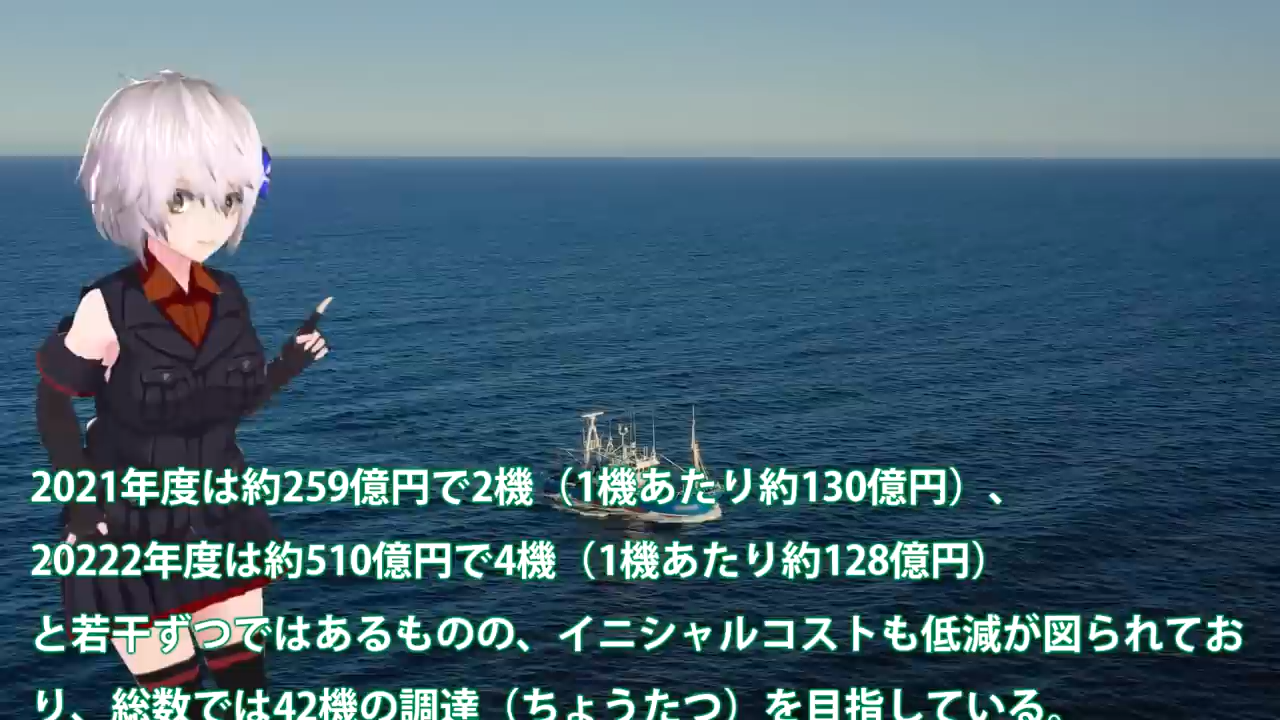 2021年度は約259億円で2機（1機あたり約130億円）、
20222年度は約510億円で4機（1機あたり約128億円）
と若干ずつではあるものの、イニシャルコストも低減が図られてお
り、総数では42機の調達（ちょうたつ）を目指している。